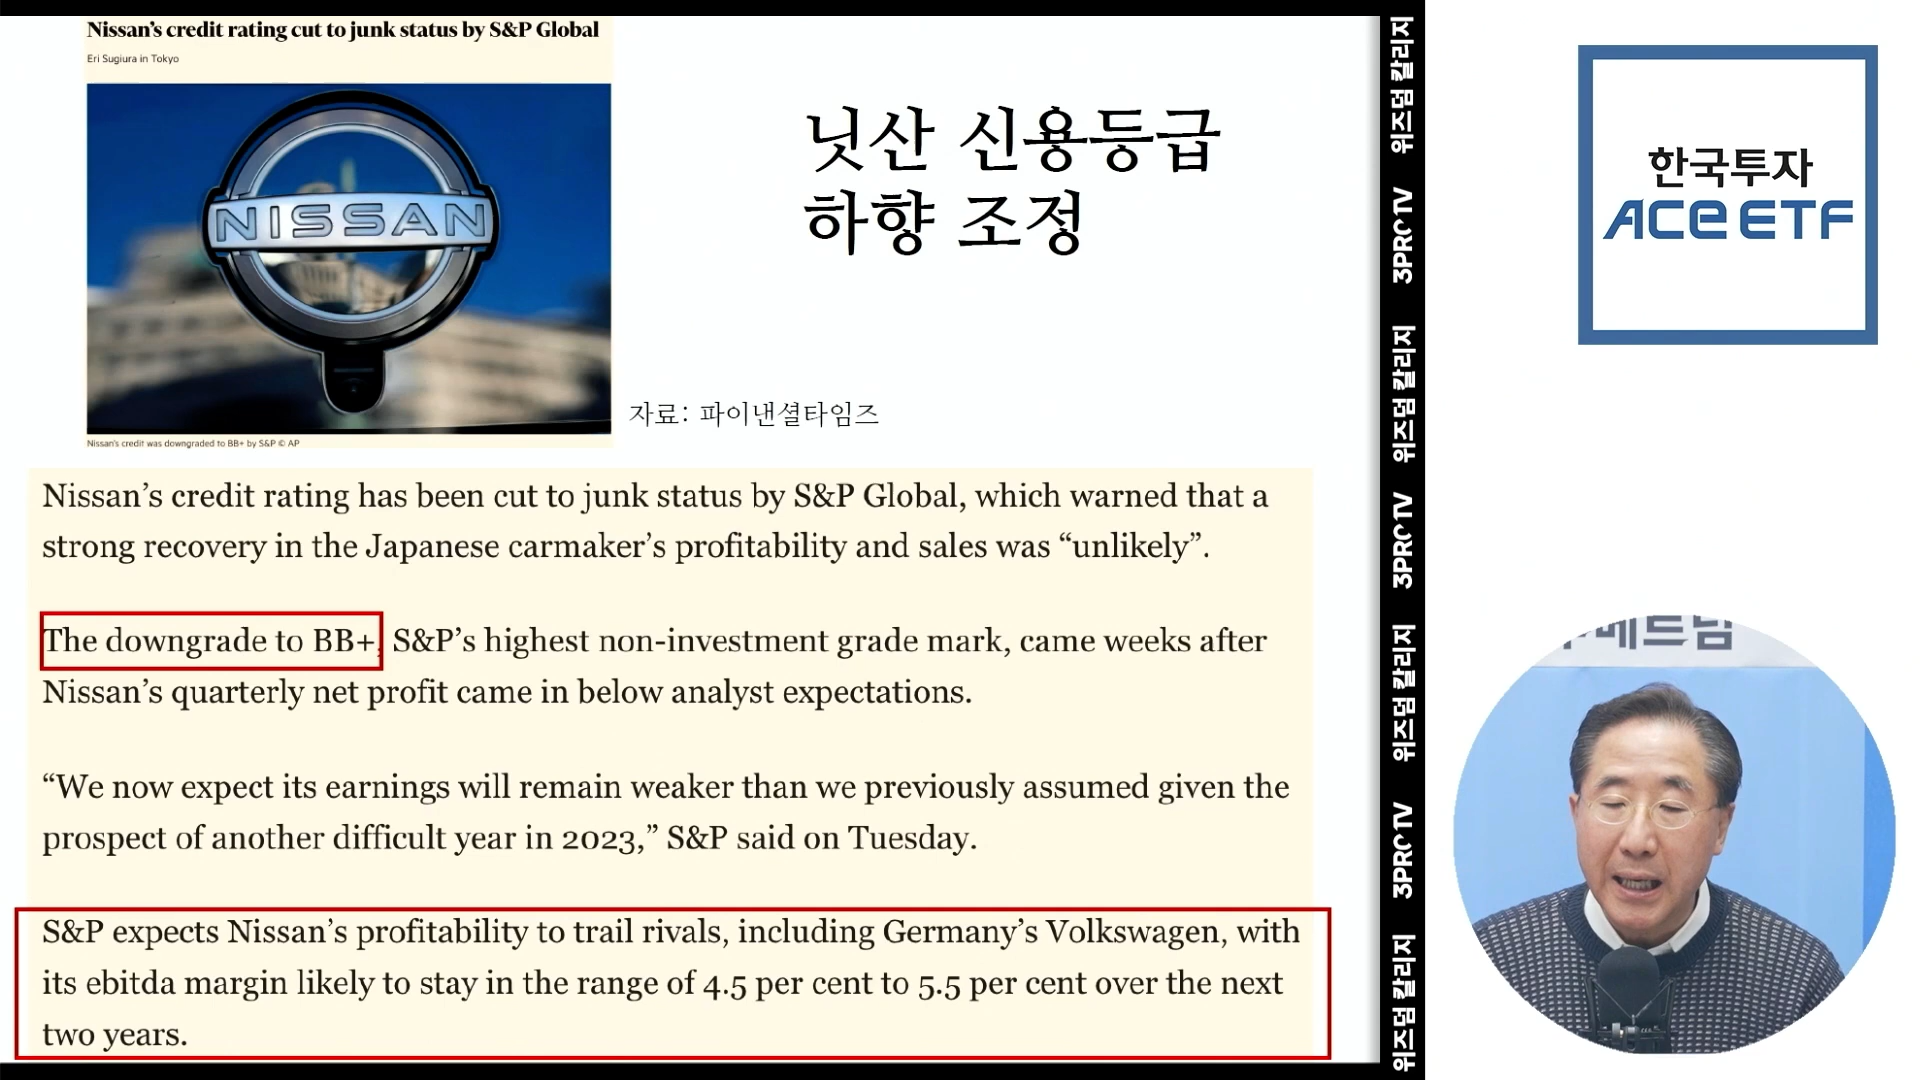 Nissan’s credit rating cut to junk status by S&P Global
Eri Sugiura in Tokyo
NISSAN
Nissan's credit was downgraded to BB+ by S&P © AP
닛산 신용등급
하향 조정
자료: 파이낸셜타임즈
Nissan’s credit rating has been cut to junk status by S&P Global, which warned that a
strong recovery in the Japanese carmaker’s profitability and sales was “unlikely”.
The downgrade to BB+, S&P’s highest non-investment grade mark, came weeks after
Nissan’s quarterly net profit came in below analyst expectations.
“We now expect its earnings will remain weaker than we previously assumed given the
prospect of another difficult year in 2023,” S&P said on Tuesday.
S&P expects Nissan’s profitability to trail rivals, including Germany’s Volkswagen, with
its ebitda margin likely to stay in the range of 4.5 per cent to 5.5 per cent over the next
two years.
위즈덤 칼리지
3PROTV
위즈덤 칼리지
3PROTV
위즈덤 칼리지
3PROTV
위즈덤 칼리지
한국투자
ACE ETF
베트남